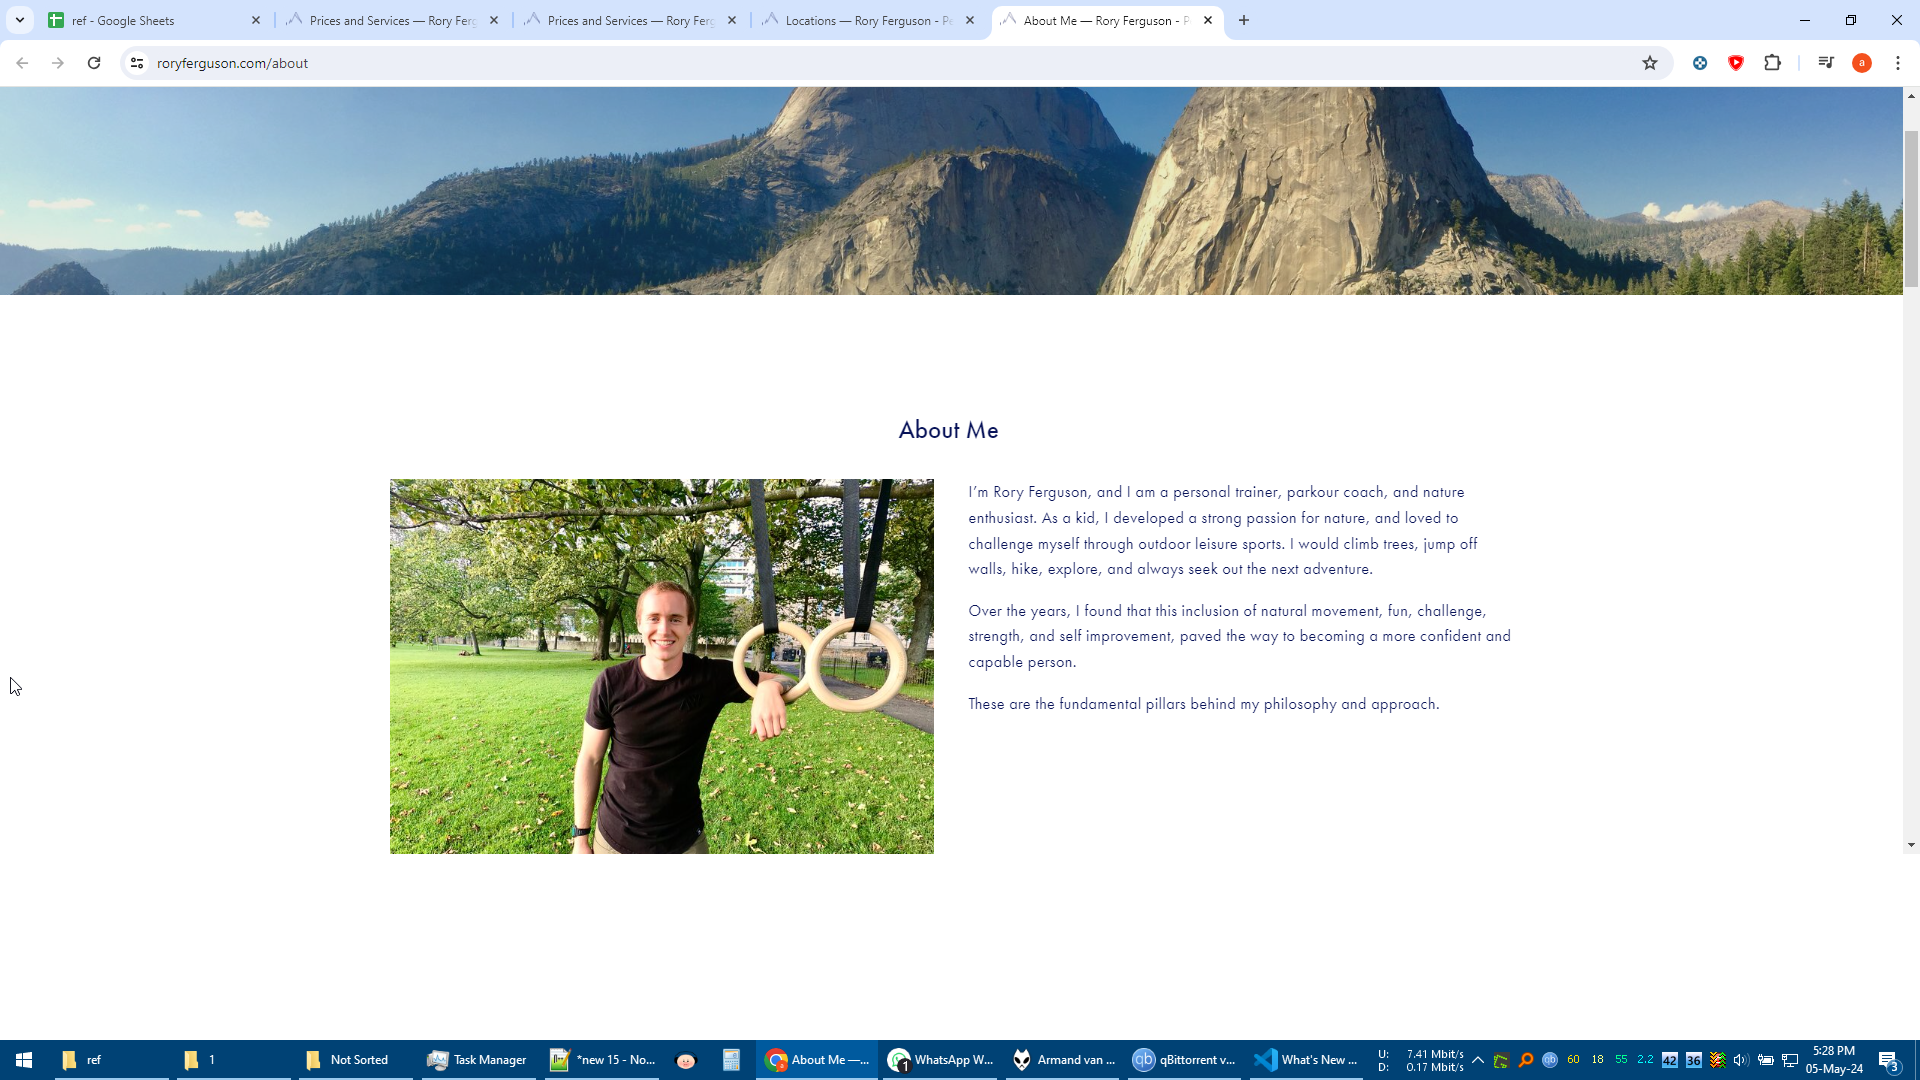 ref - Google Sheets
Prices and Services — Rory Ferg
Prices and Services — Rory Ferg
Locations — Rory Ferguson - Pe
About Me — Rory Ferguson - P
roryferguson.com/about
a
About Me
I’m Rory Ferguson, and I am a personal trainer, parkour coach, and nature
enthusiast. As a kid, I developed a strong passion for nature, and loved to
challenge myself through outdoor leisure sports. I would climb trees, jump off
walls, hike, explore, and always seek out the next adventure.
Over the years, I found that this inclusion of natural movement, fun, challenge,
strength, and self improvement, paved the way to becoming a more confident and
capable person.
These are the fundamental pillars behind my philosophy and approach.
ref
1
Not Sorted
Task Manager
*new 15 - No...
About Me —...
1
WhatsApp W...
Armand van ...
qb
qBittorrent v...
What's New ...
U: 7.41 Mbit/s
D: 0.17 Mbit/s
qb
60
18
55
2.2
42
36
5:28 PM
05-May-24
3